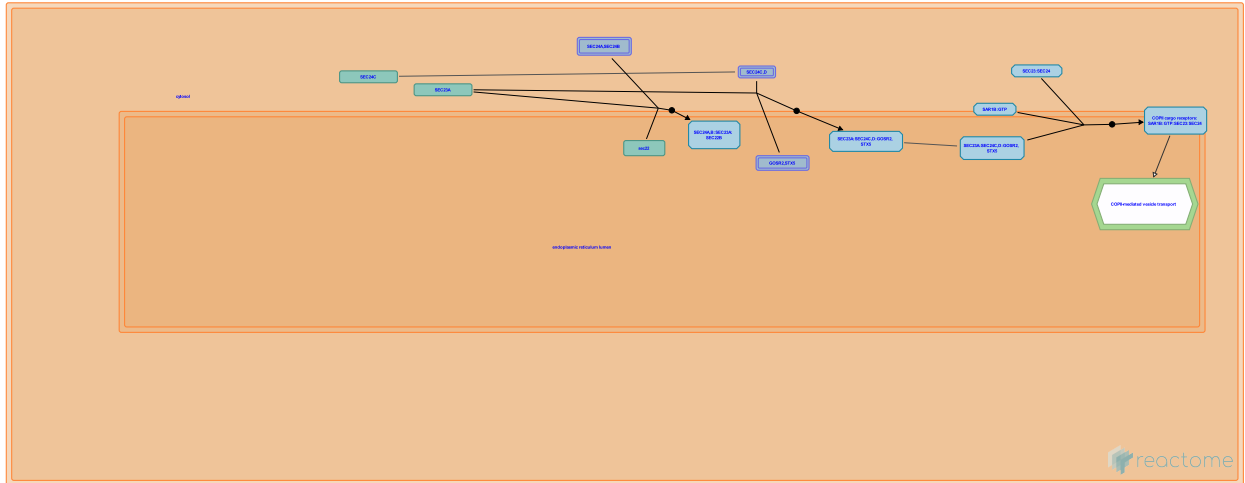 SEC24A,SEC24B
SEC24C,D
SEC23:SEC24
SEC24C
SEC23A
cytosol
SAR1B:GTP
COPII cargo receptors:
SAR1B:GTP:SEC23:SEC24
SEC24A,B:SEC23A:
SEC22B
sec22
SEC23A:SEC24C,D:GOSR2,
STX5
SEC23A:SEC24C,D:GOSR2,
STX5
GOSR2,STX5
COPII-mediated vesicle transport
endoplasmic reticulum lumen
reactome